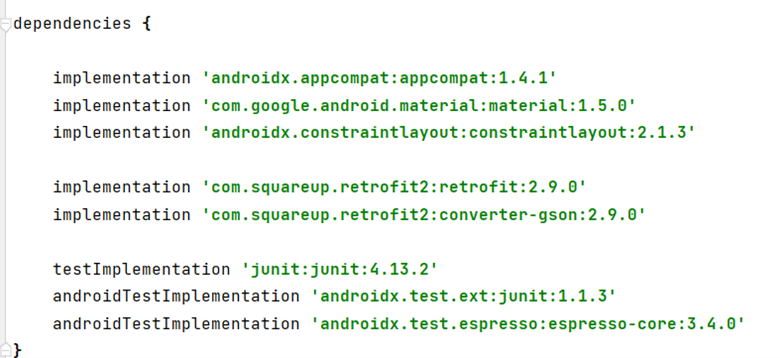 dependencies {
implementation 'androidx.appcompat:appcompat:1.4.1'
implementation 'com.google.android.material:material:1.5.0'
implementation 'androidx.constraintlayout:constraintlayout:2.1.3'
implementation 'com.squareup.retrofit2:retrofit:2.9.0'
implementation 'com.squareup.retrofit2:converter-gson:2.9.0'
testImplementation 'junit:junit:4.13.2'
androidTestImplementation 'androidx.test.ext:junit:1.1.3'
androidTestImplementation 'androidx.test.espresso:espresso-core:3.4.0'
}